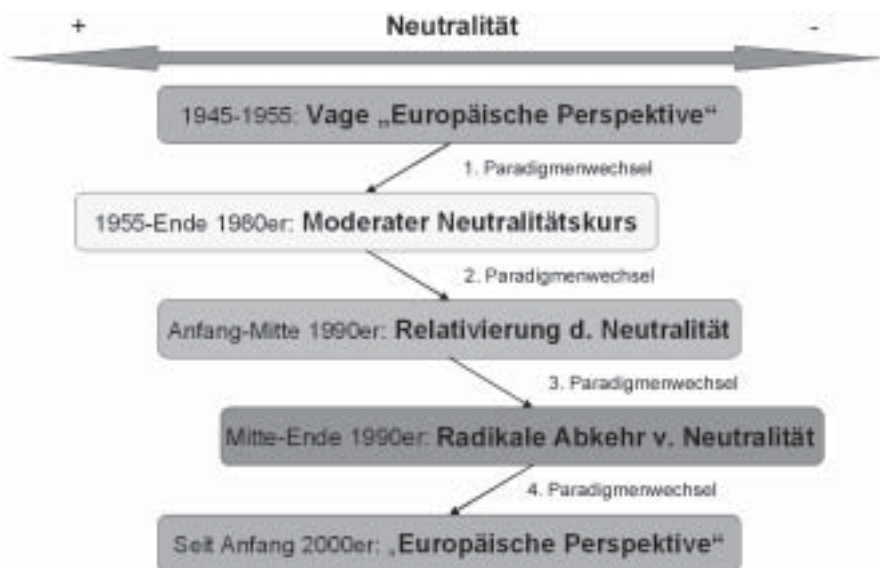 + Neutralität -
1945-1955: Vage „Europäische Perspektive“
1. Paradigmenwechsel
1955-Ende 1980er: Moderater Neutralitätskurs
2. Paradigmenwechsel
Anfang-Mitte 1990er: Relativierung d. Neutralität
3. Paradigmenwechsel
Mitte-Ende 1990er: Radikale Abkehr v. Neutralität
4. Paradigmenwechsel
Seit Anfang 2000er: „Europäische Perspektive“